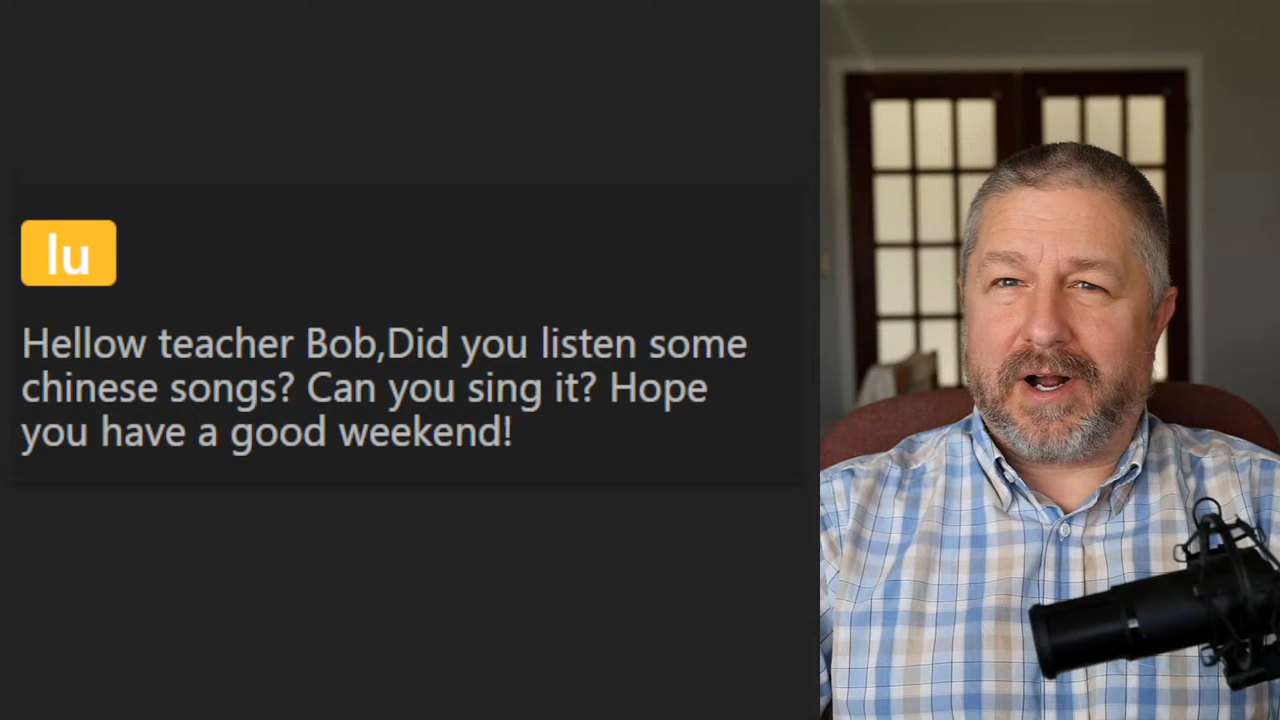 lu
Hellow teacher Bob,Did you listen some
chinese songs? Can you sing it? Hope
you have a good weekend!